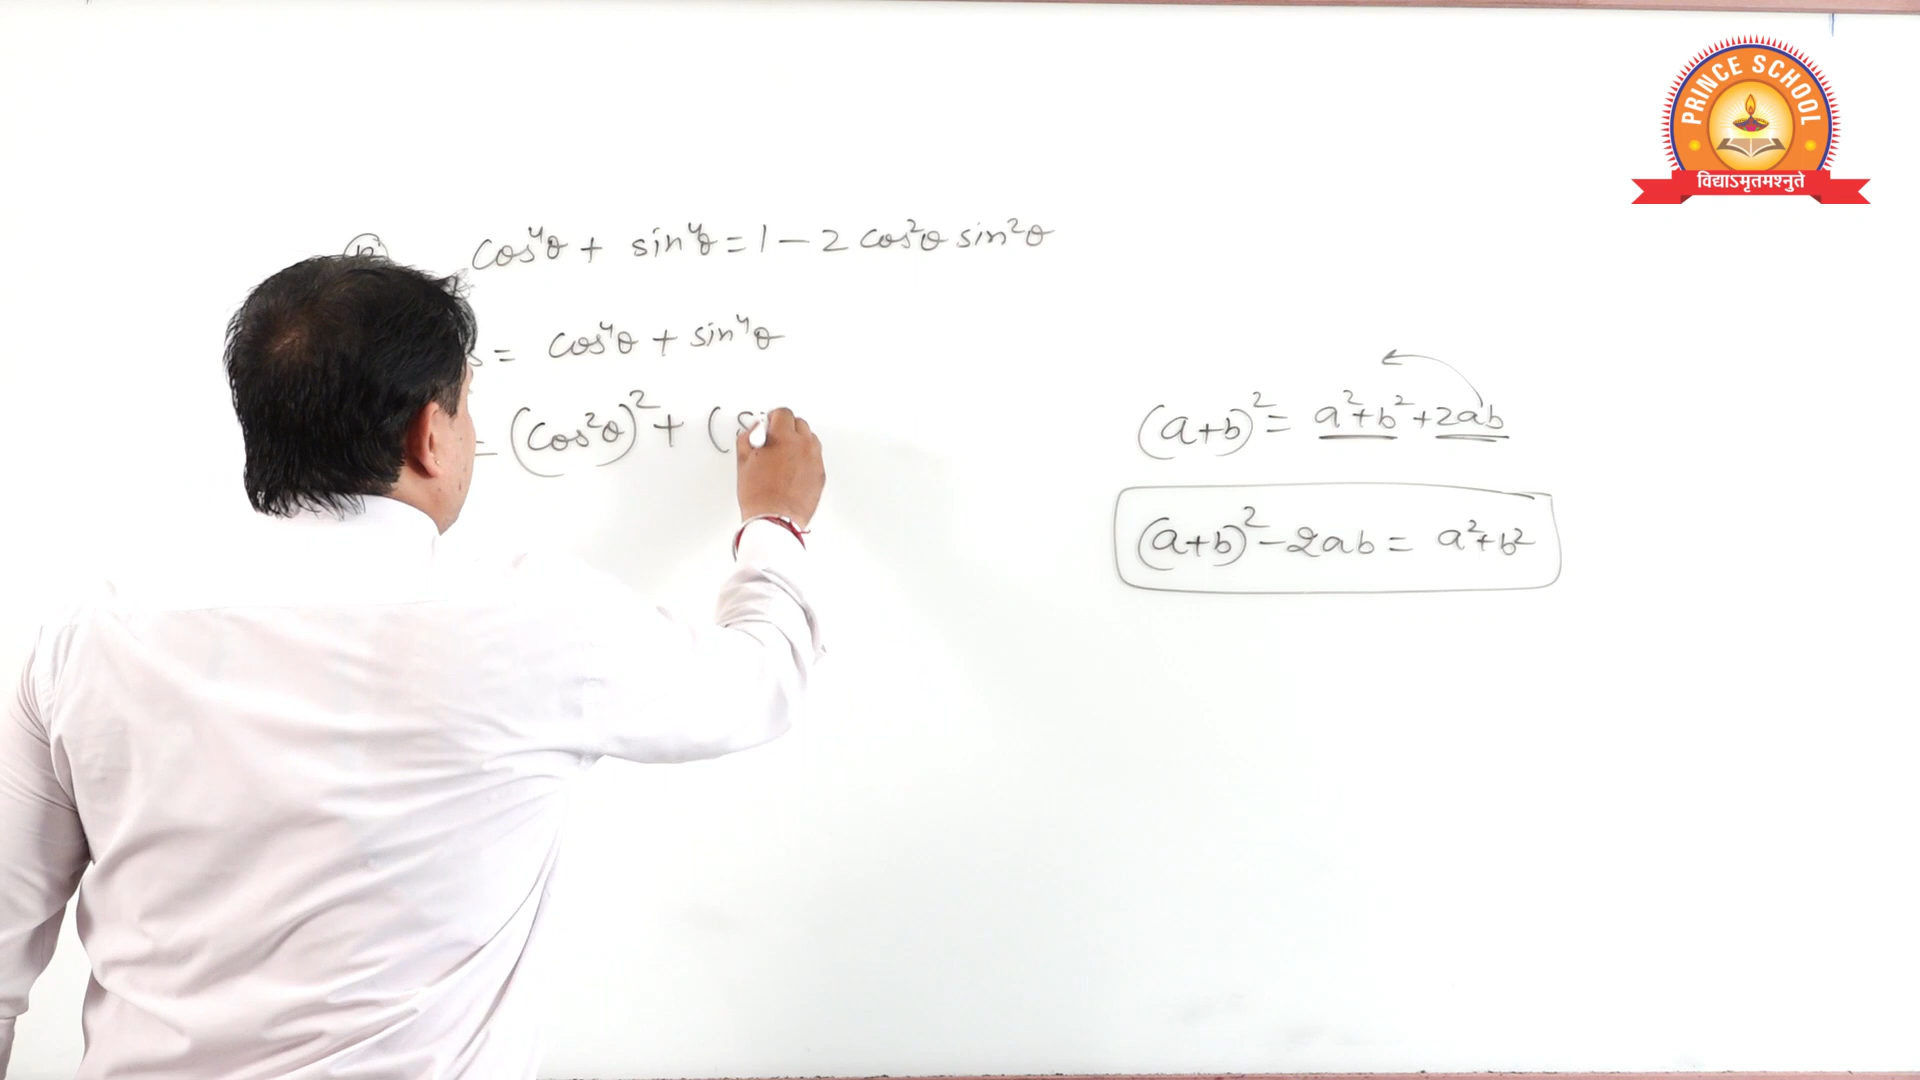 PRINCE SCHOOL
विद्याऽमृतमश्नुते
cos⁴θ + sin⁴θ = 1 − 2 cos²θ sin²θ
= cos⁴θ + sin⁴θ
= (cos²θ)² + (
(a+b)² = a²+b² + 2ab
(a+b)² − 2ab = a²+b²